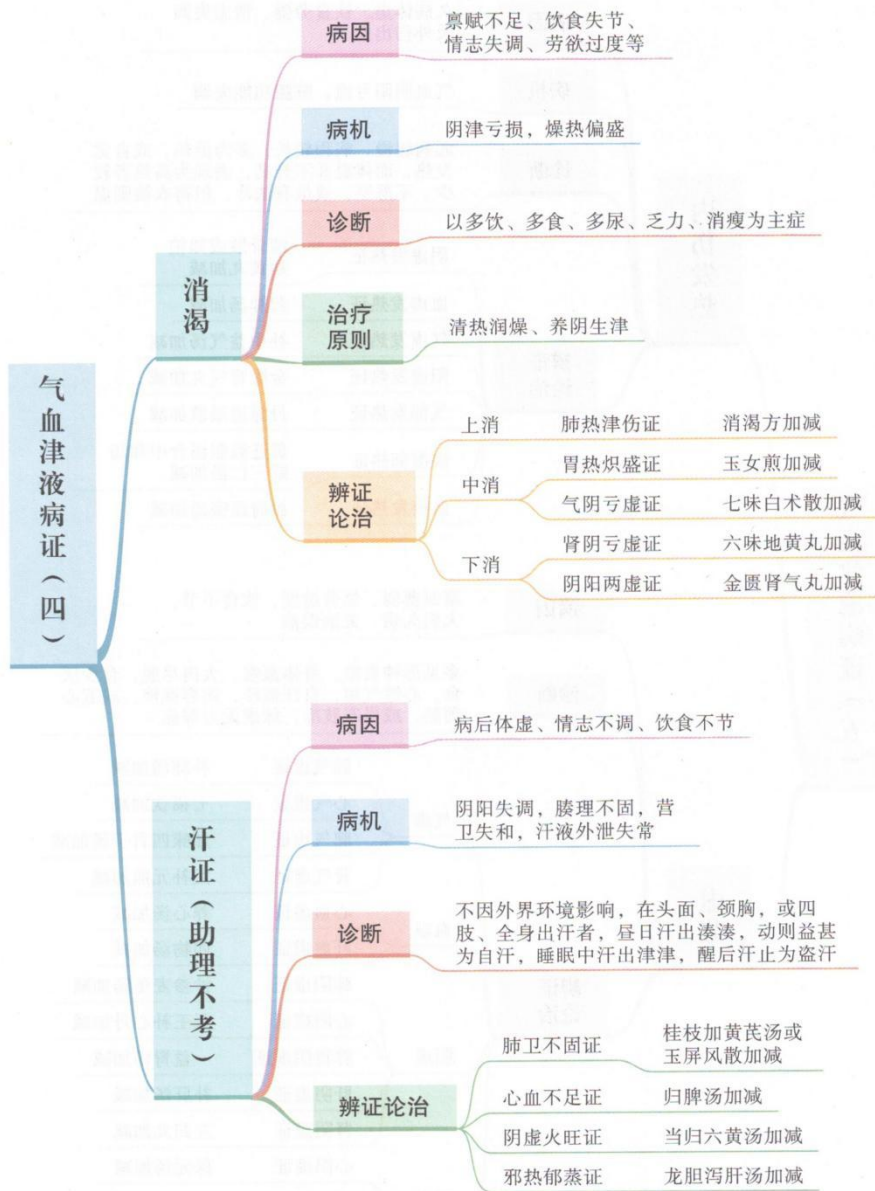 气血津液病证（四）
消渴
病因
禀赋不足、饮食失节、
情志失调、劳欲过度等
病机
阴津亏损，燥热偏盛
诊断
以多饮、多食、多尿、乏力、消瘦为主症
治疗
原则
清热润燥、养阴生津
辨证
论治
上消 肺热津伤证 消渴方加减
中消
胃热炽盛证 玉女煎加减
气阴亏虚证 七味白术散加减
下消
肾阴亏虚证 六味地黄丸加减
阴阳两虚证 金匮肾气丸加减
汗证（助理不考）
病因
病后体虚、情志不调、饮食不节
病机
阴阳失调，腠理不固，营
卫失和，汗液外泄失常
诊断
不因外界环境影响，在头面、颈胸，或四
肢、全身出汗者，昼日汗出溱溱，动则益甚
为自汗，睡眠中汗出津津，醒后汗止为盗汗
辨证论治
肺卫不固证
桂枝加黄芪汤或
玉屏风散加减
心血不足证 归脾汤加减
阴虚火旺证 当归六黄汤加减
邪热郁蒸证 龙胆泻肝汤加减